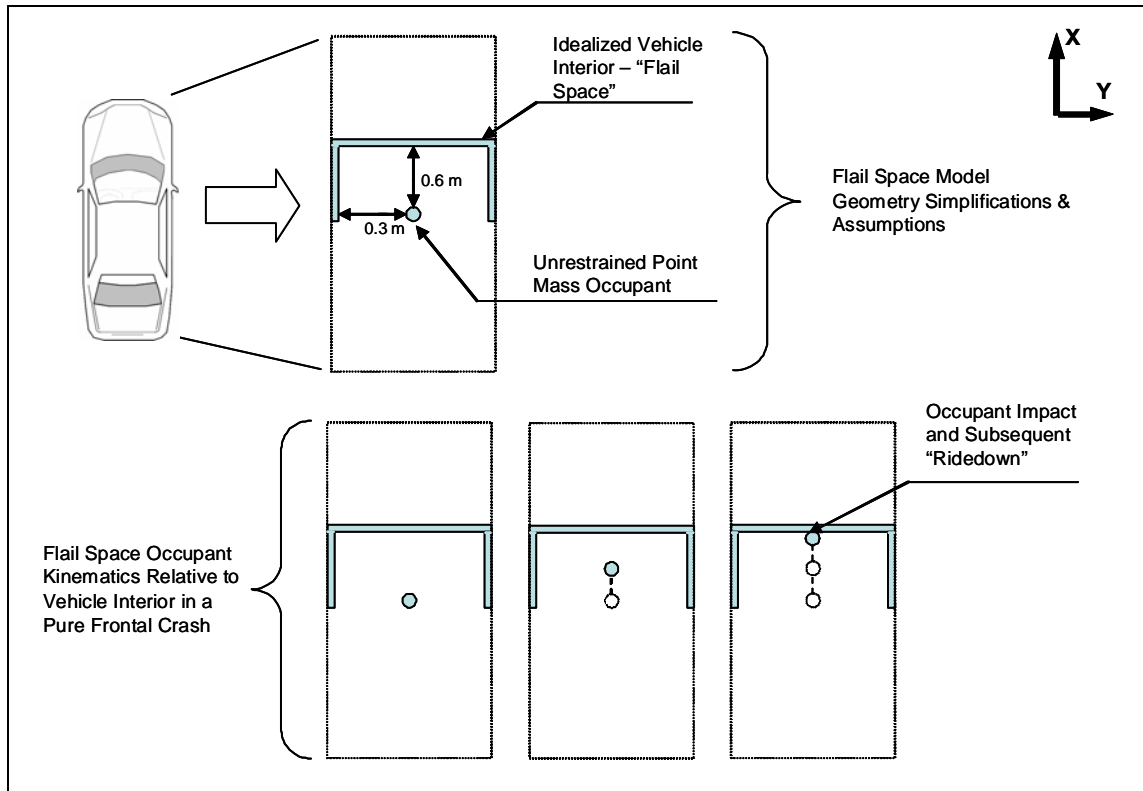 Idealized Vehicle
Interior – “Flail
Space”
X
Y
0.6 m
0.3 m
Flail Space Model
Geometry Simplifications &
Assumptions
Unrestrained Point
Mass Occupant
Occupant Impact
and Subsequent
“Ridedown”
Flail Space Occupant
Kinematics Relative to
Vehicle Interior in a
Pure Frontal Crash